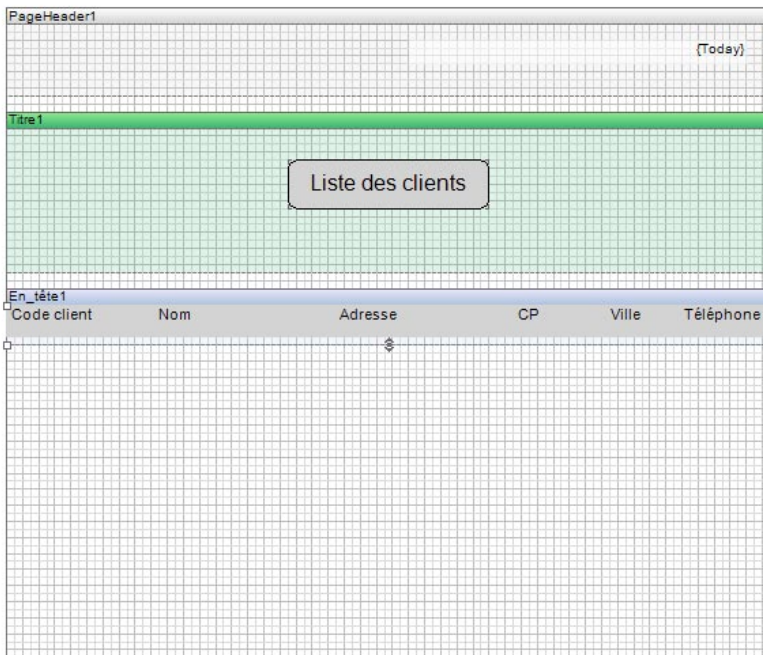 PageHeader1
{Today}
Titre1
Liste des clients
En_tête1
Code client Nom Adresse CP Ville Téléphone